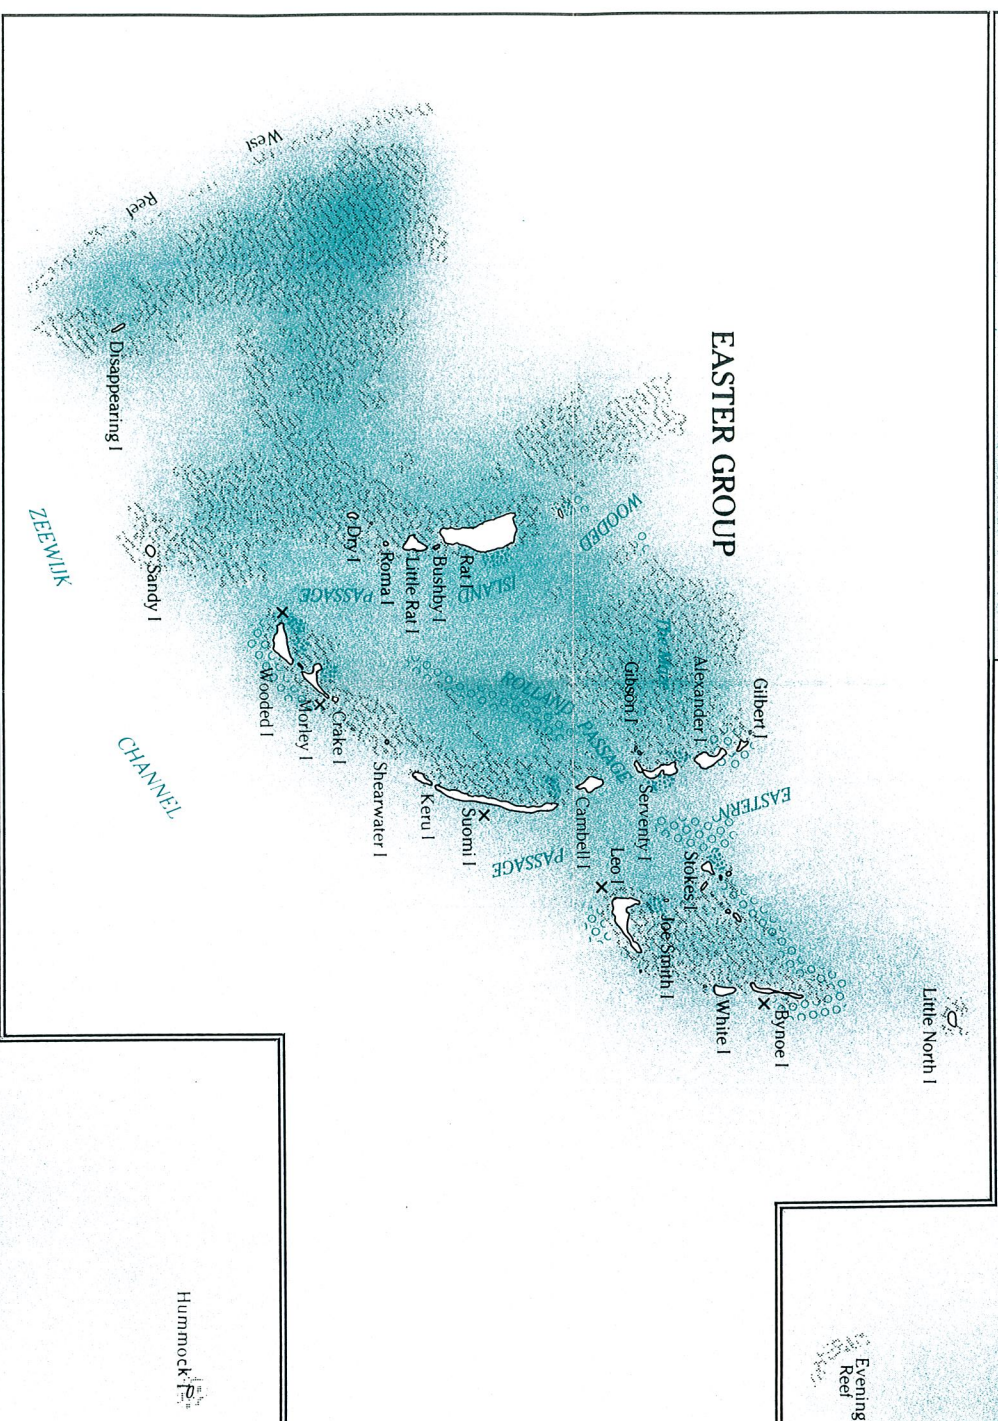 EASTER GROUP
Little North I
Gilbert I
Alexander I
Gibson I
Serventy I
EASTERN
PASSAGE
WOODED
ISLAND
PASSAGE
ROLLAND PASSAGE
Rat I
Bushby I
Little Rat I
Roma I
Dry I
Cambell I
Leo I
Stokes I
Joe Smith I
White I
Bynoe I
Suomi I
Keru I
Shearwater I
Crake I
Morley I
Wooded I
Sandy I
Disappearing I
West
Reef
ZEEWIJK
CHANNEL
Hummock I
Evening
Reef